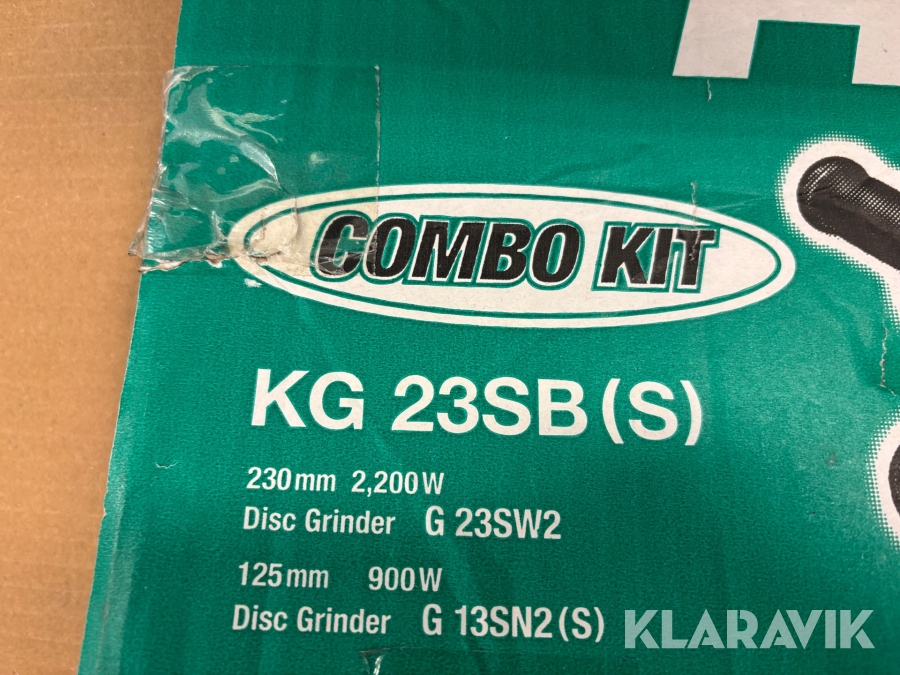 COMBO KIT
KG 23SB(S)
230mm 2,200W
Disc Grinder G 23SW2
125mm 900W
Disc Grinder G 13SN2(S)
KLARAVIK